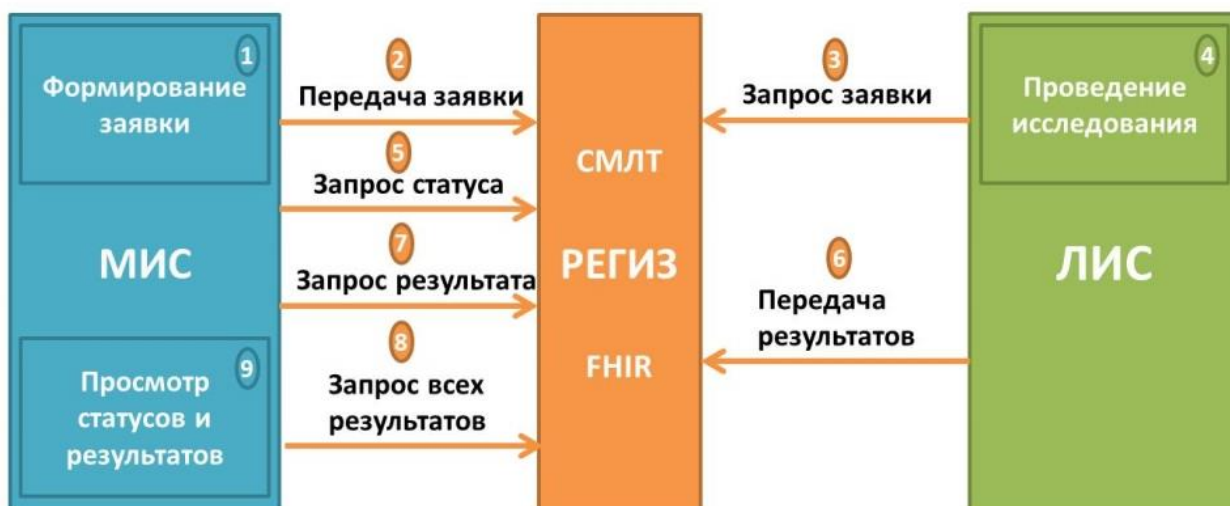 1
Формирование
заявки
МИС
9
Просмотр
статусов и
результатов
2
Передача заявки
5
Запрос статуса
7
Запрос результата
8
Запрос всех
результатов
СМЛТ
РЕГИЗ
FHIR
3
Запрос заявки
6
Передача
результатов
4
Проведение
исследования
ЛИС